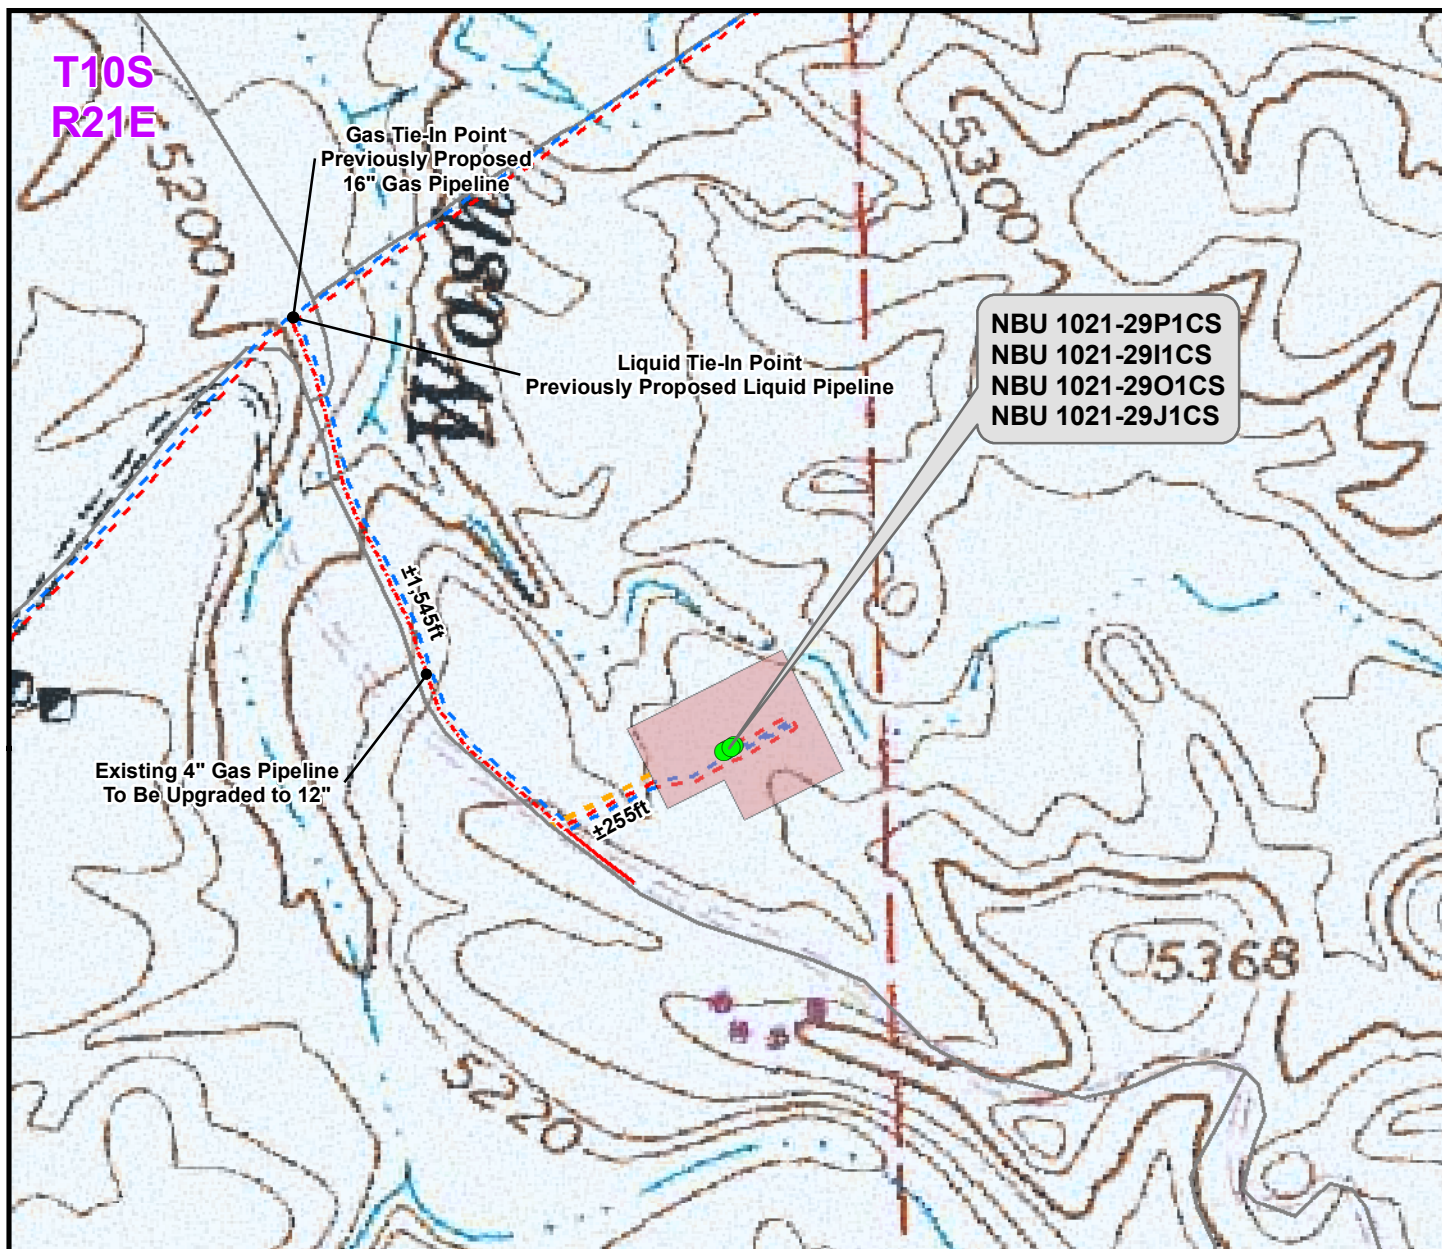 T10S
R21E
Gas Tie-In Point
Previously Proposed
16" Gas Pipeline
5200
5300
NBU 1021-29P1CS
NBU 1021-29I1CS
NBU 1021-29O1CS
NBU 1021-29J1CS
Liquid Tie-In Point
Previously Proposed Liquid Pipeline
±1,545ft
Existing 4" Gas Pipeline
To Be Upgraded to 12"
±255ft
5368
5220